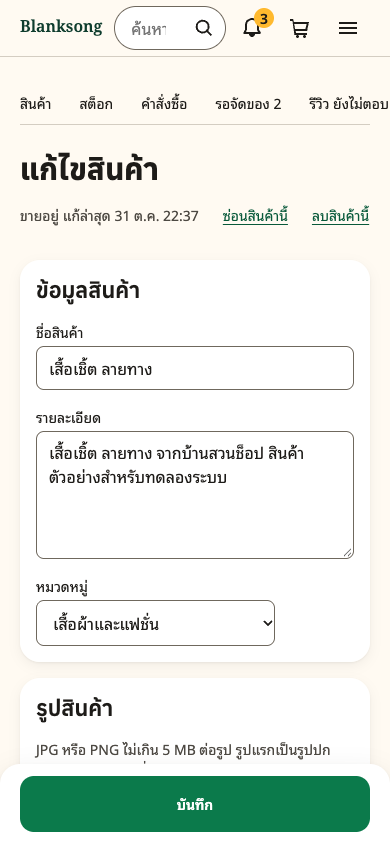 Blanksong
ค้นหา
3
สินค้า สต็อก คำสั่งซื้อ รอจัดของ 2 รีวิว ยังไม่ตอบ
แก้ไขสินค้า
ขายอยู่ แก้ล่าสุด 31 ต.ค. 22:37 ซ่อนสินค้านี้ ลบสินค้านี้
ข้อมูลสินค้า
ชื่อสินค้า
เสื้อเชิ้ต ลายทาง
รายละเอียด
เสื้อเชิ้ต ลายทาง จากบ้านสวนช็อป สินค้า
ตัวอย่างสำหรับทดลองระบบ
หมวดหมู่
เสื้อผ้าและแฟชั่น
รูปสินค้า
JPG หรือ PNG ไม่เกิน 5 MB ต่อรูป รูปแรกเป็นรูปปก
บันทึก